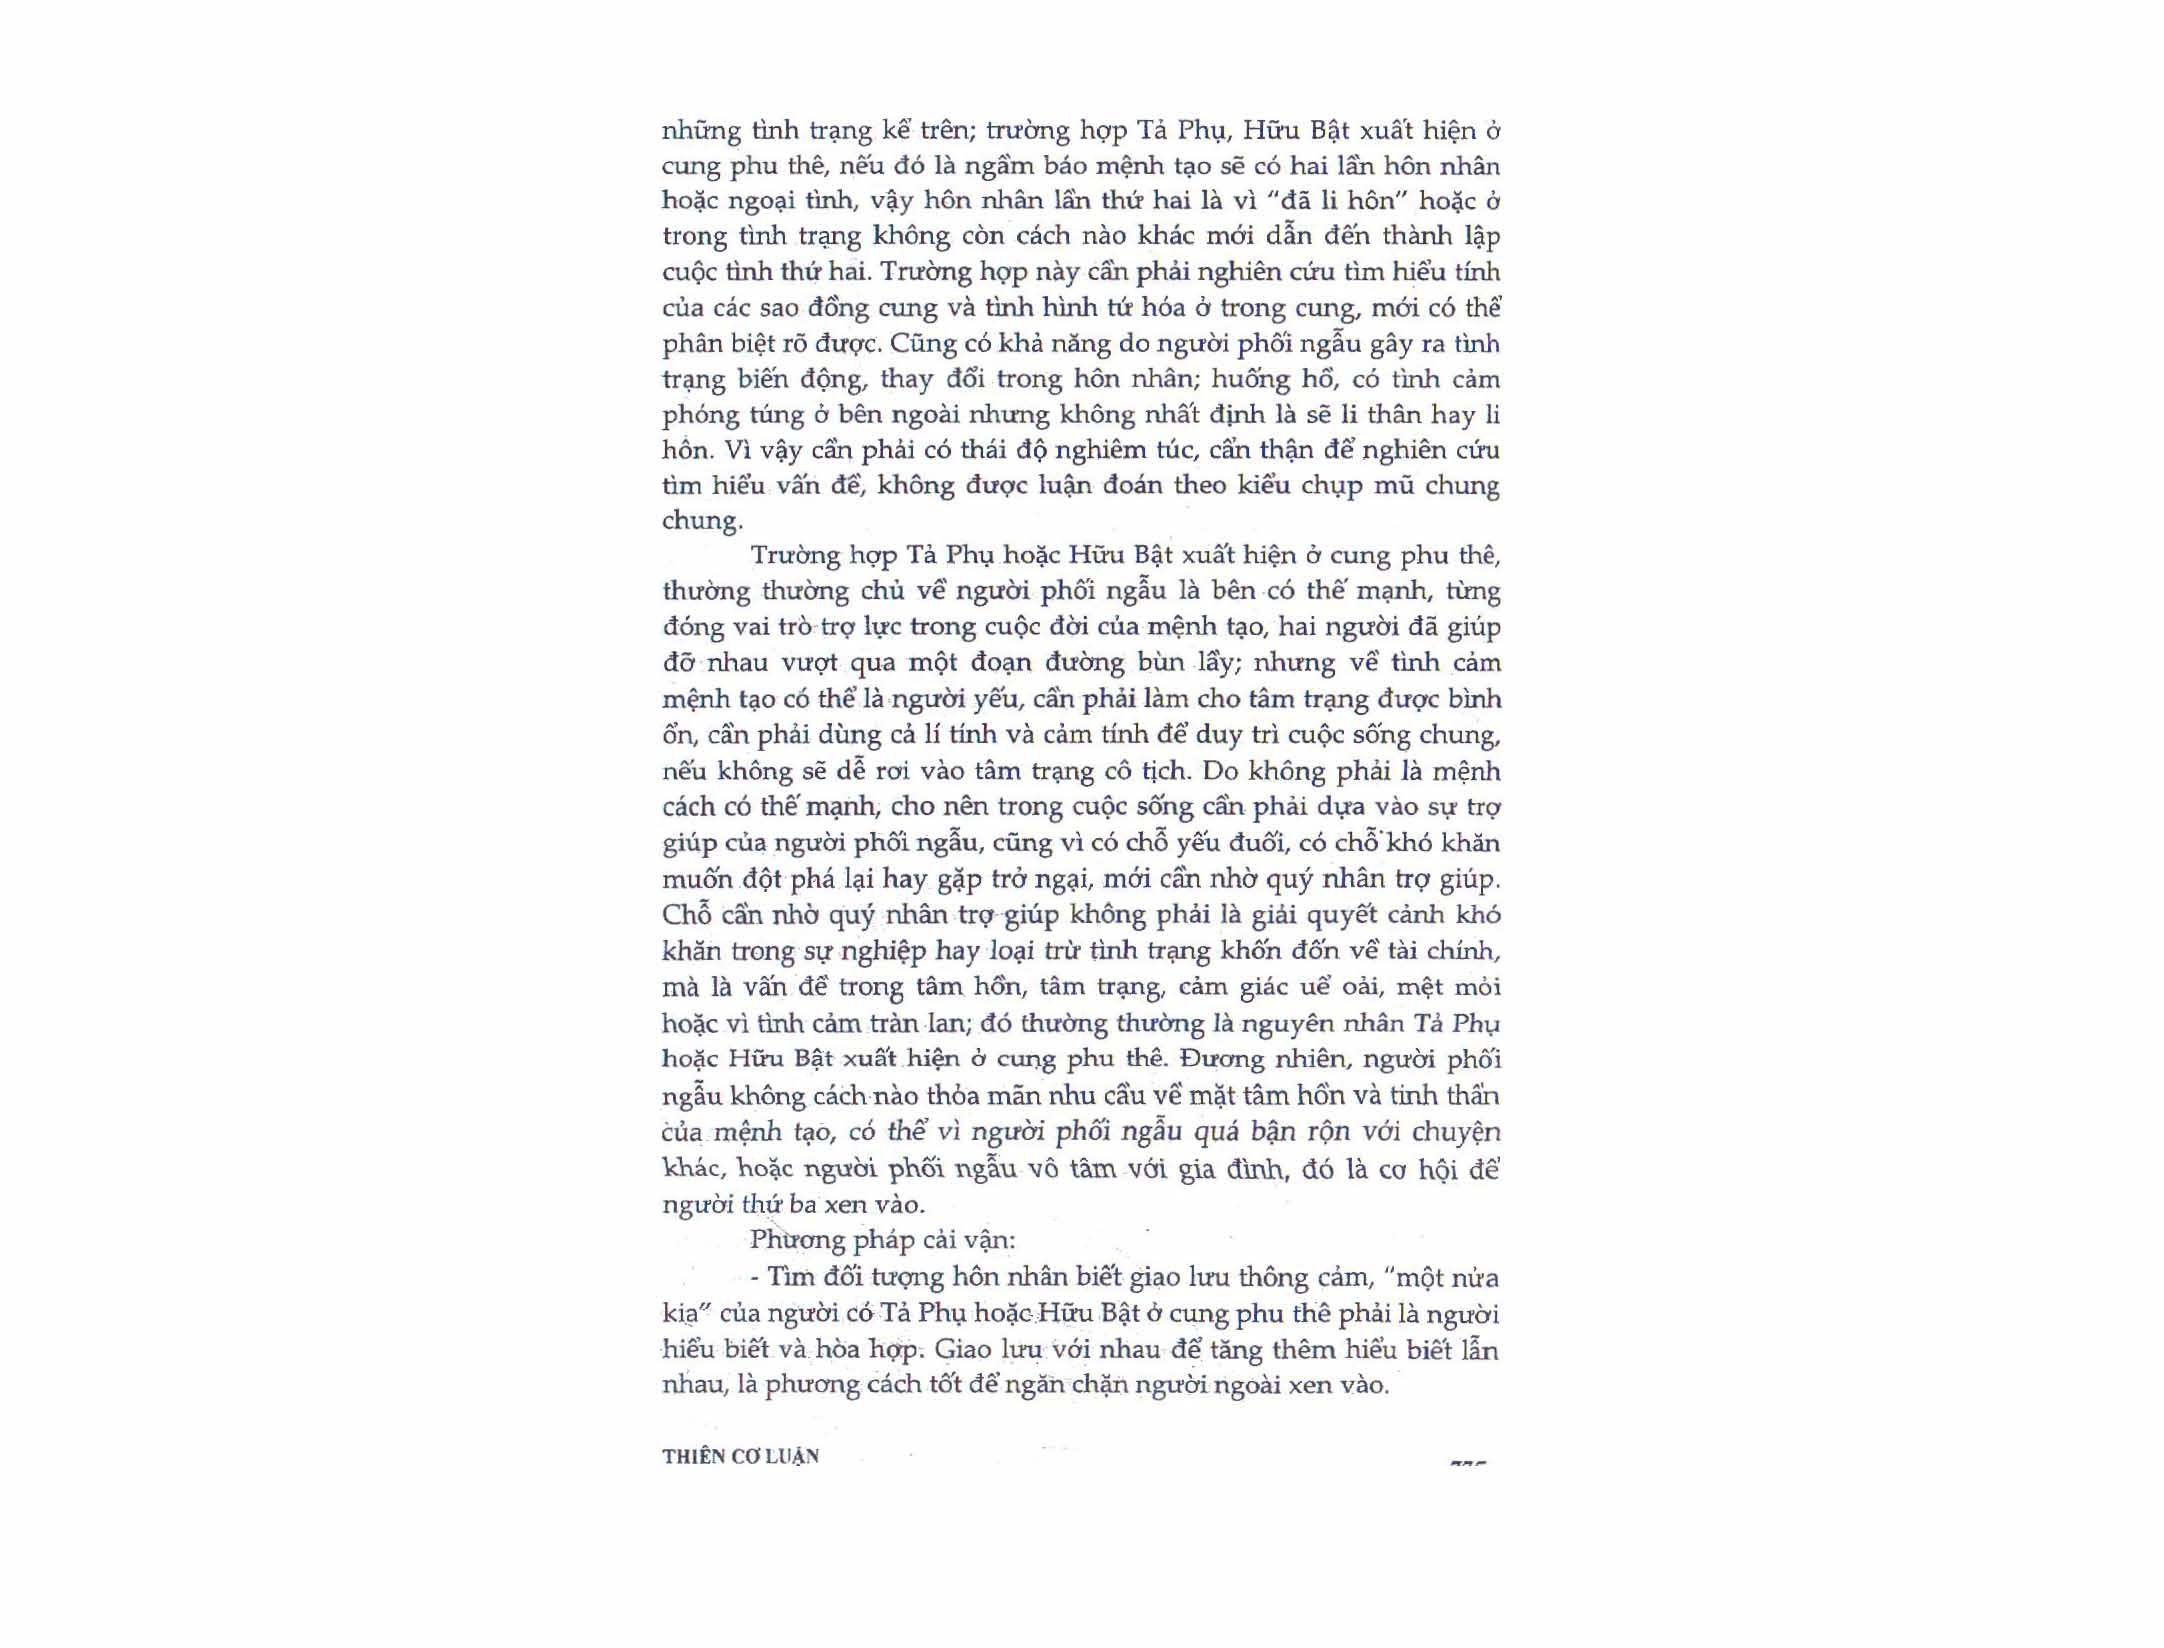 những tình trạng kể trên; trường hợp Tả Phụ, Hữu Bật xuất hiện ở
cung phu thê, nếu đó là ngầm báo mệnh tạo sẽ có hai lần hôn nhân
hoặc ngoại tình, vậy hôn nhân lần thứ hai là vì "đã li hôn" hoặc ở
trong tình trạng không còn cách nào khác mới dẫn đến thành lập
cuộc tình thứ hai. Trường hợp này cần phải nghiên cứu tìm hiểu tính
của các sao đồng cung và tình hình tứ hóa ở trong cung, mới có thể
phân biệt rõ được. Cũng có khả năng do người phối ngẫu gây ra tình
trạng biến động, thay đổi trong hôn nhân; huống hồ, có tình cảm
phóng túng ở bên ngoài nhưng không nhất định là sẽ li thân hay li
hôn. Vì vậy cần phải có thái độ nghiêm túc, cẩn thận để nghiên cứu
tìm hiểu vấn đề, không được luận đoán theo kiểu chụp mũ chung
chung.
Trường hợp Tả Phụ hoặc Hữu Bật xuất hiện ở cung phu thê,
thường thường chủ về người phối ngẫu là bên có thế mạnh, từng
đóng vai trò trợ lực trong cuộc đời của mệnh tạo, hai người đã giúp
đỡ nhau vượt qua một đoạn đường bùn lầy; nhưng về tình cảm
mệnh tạo có thể là người yếu, cần phải làm cho tâm trạng được bình
ổn, cần phải dùng cả lí tính và cảm tính để duy trì cuộc sống chung,
nếu không sẽ dễ rơi vào tâm trạng cô tịch. Do không phải là mệnh
cách có thế mạnh, cho nên trong cuộc sống cần phải dựa vào sự trợ
giúp của người phối ngẫu, cũng vì có chỗ yếu đuối, có chỗ khó khăn
muốn đột phá lại hay gặp trở ngại, mới cần nhờ quý nhân trợ giúp.
Chỗ cần nhờ quý nhân trợ giúp không phải là giải quyết cảnh khó
khăn trong sự nghiệp hay loại trừ tình trạng khốn đốn về tài chính,
mà là vấn đề trong tâm hồn, tâm trạng, cảm giác uể oải, mệt mỏi
hoặc vì tình cảm tràn lan; đó thường thường là nguyên nhân Tả Phụ
hoặc Hữu Bật xuất hiện ở cung phu thê. Đương nhiên, người phối
ngẫu không cách nào thỏa mãn nhu cầu về mặt tâm hồn và tinh thần
của mệnh tạo, có thể vì người phối ngẫu quá bận rộn với chuyện
khác, hoặc người phối ngẫu vô tâm với gia đình, đó là cơ hội để
người thứ ba xen vào.
Phương pháp cải vận:
- Tìm đối tượng hôn nhân biết giao lưu thông cảm, "một nửa
kia" của người có Tả Phụ hoặc Hữu Bật ở cung phu thê phải là người
hiểu biết và hòa hợp. Giao lưu với nhau để tăng thêm hiểu biết lẫn
nhau, là phương cách tốt để ngăn chặn người ngoài xen vào.
THIÊN CƠ LUẬN